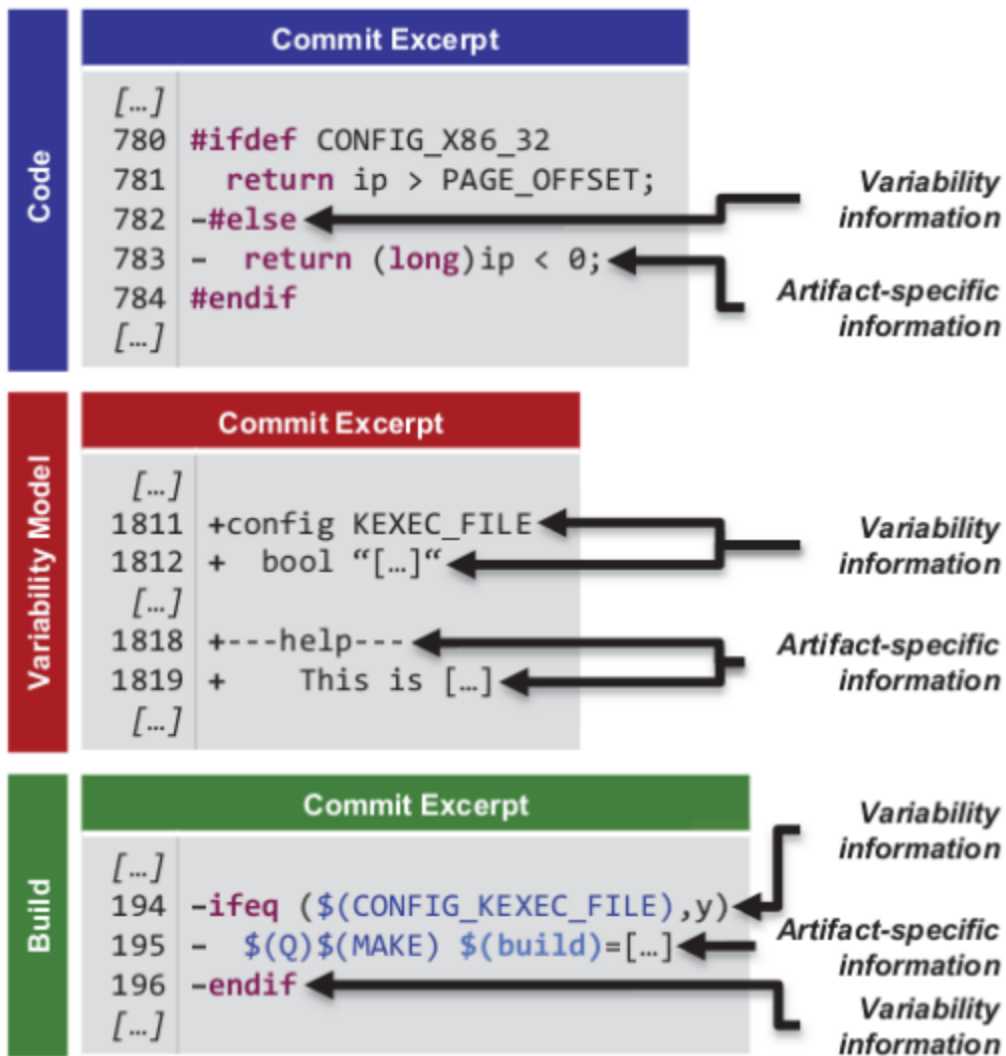 Code
Commit Excerpt
[…]
780 #ifdef CONFIG_X86_32
781 return ip > PAGE_OFFSET;
782 -#else
783 - return (long)ip < 0;
784 #endif
[…]
Variability
information
Artifact-specific
information
Variability Model
Commit Excerpt
[…]
1811 +config KEXEC_FILE
1812 + bool “[…]“
[…]
1818 +---help---
1819 + This is […]
[…]
Variability
information
Artifact-specific
information
Build
Commit Excerpt
[…]
194 -ifeq ($(CONFIG_KEXEC_FILE),y)
195 - $(Q)$(MAKE) $(build)=[…]
196 -endif
[…]
Variability
information
Artifact-specific
information
Variability
information